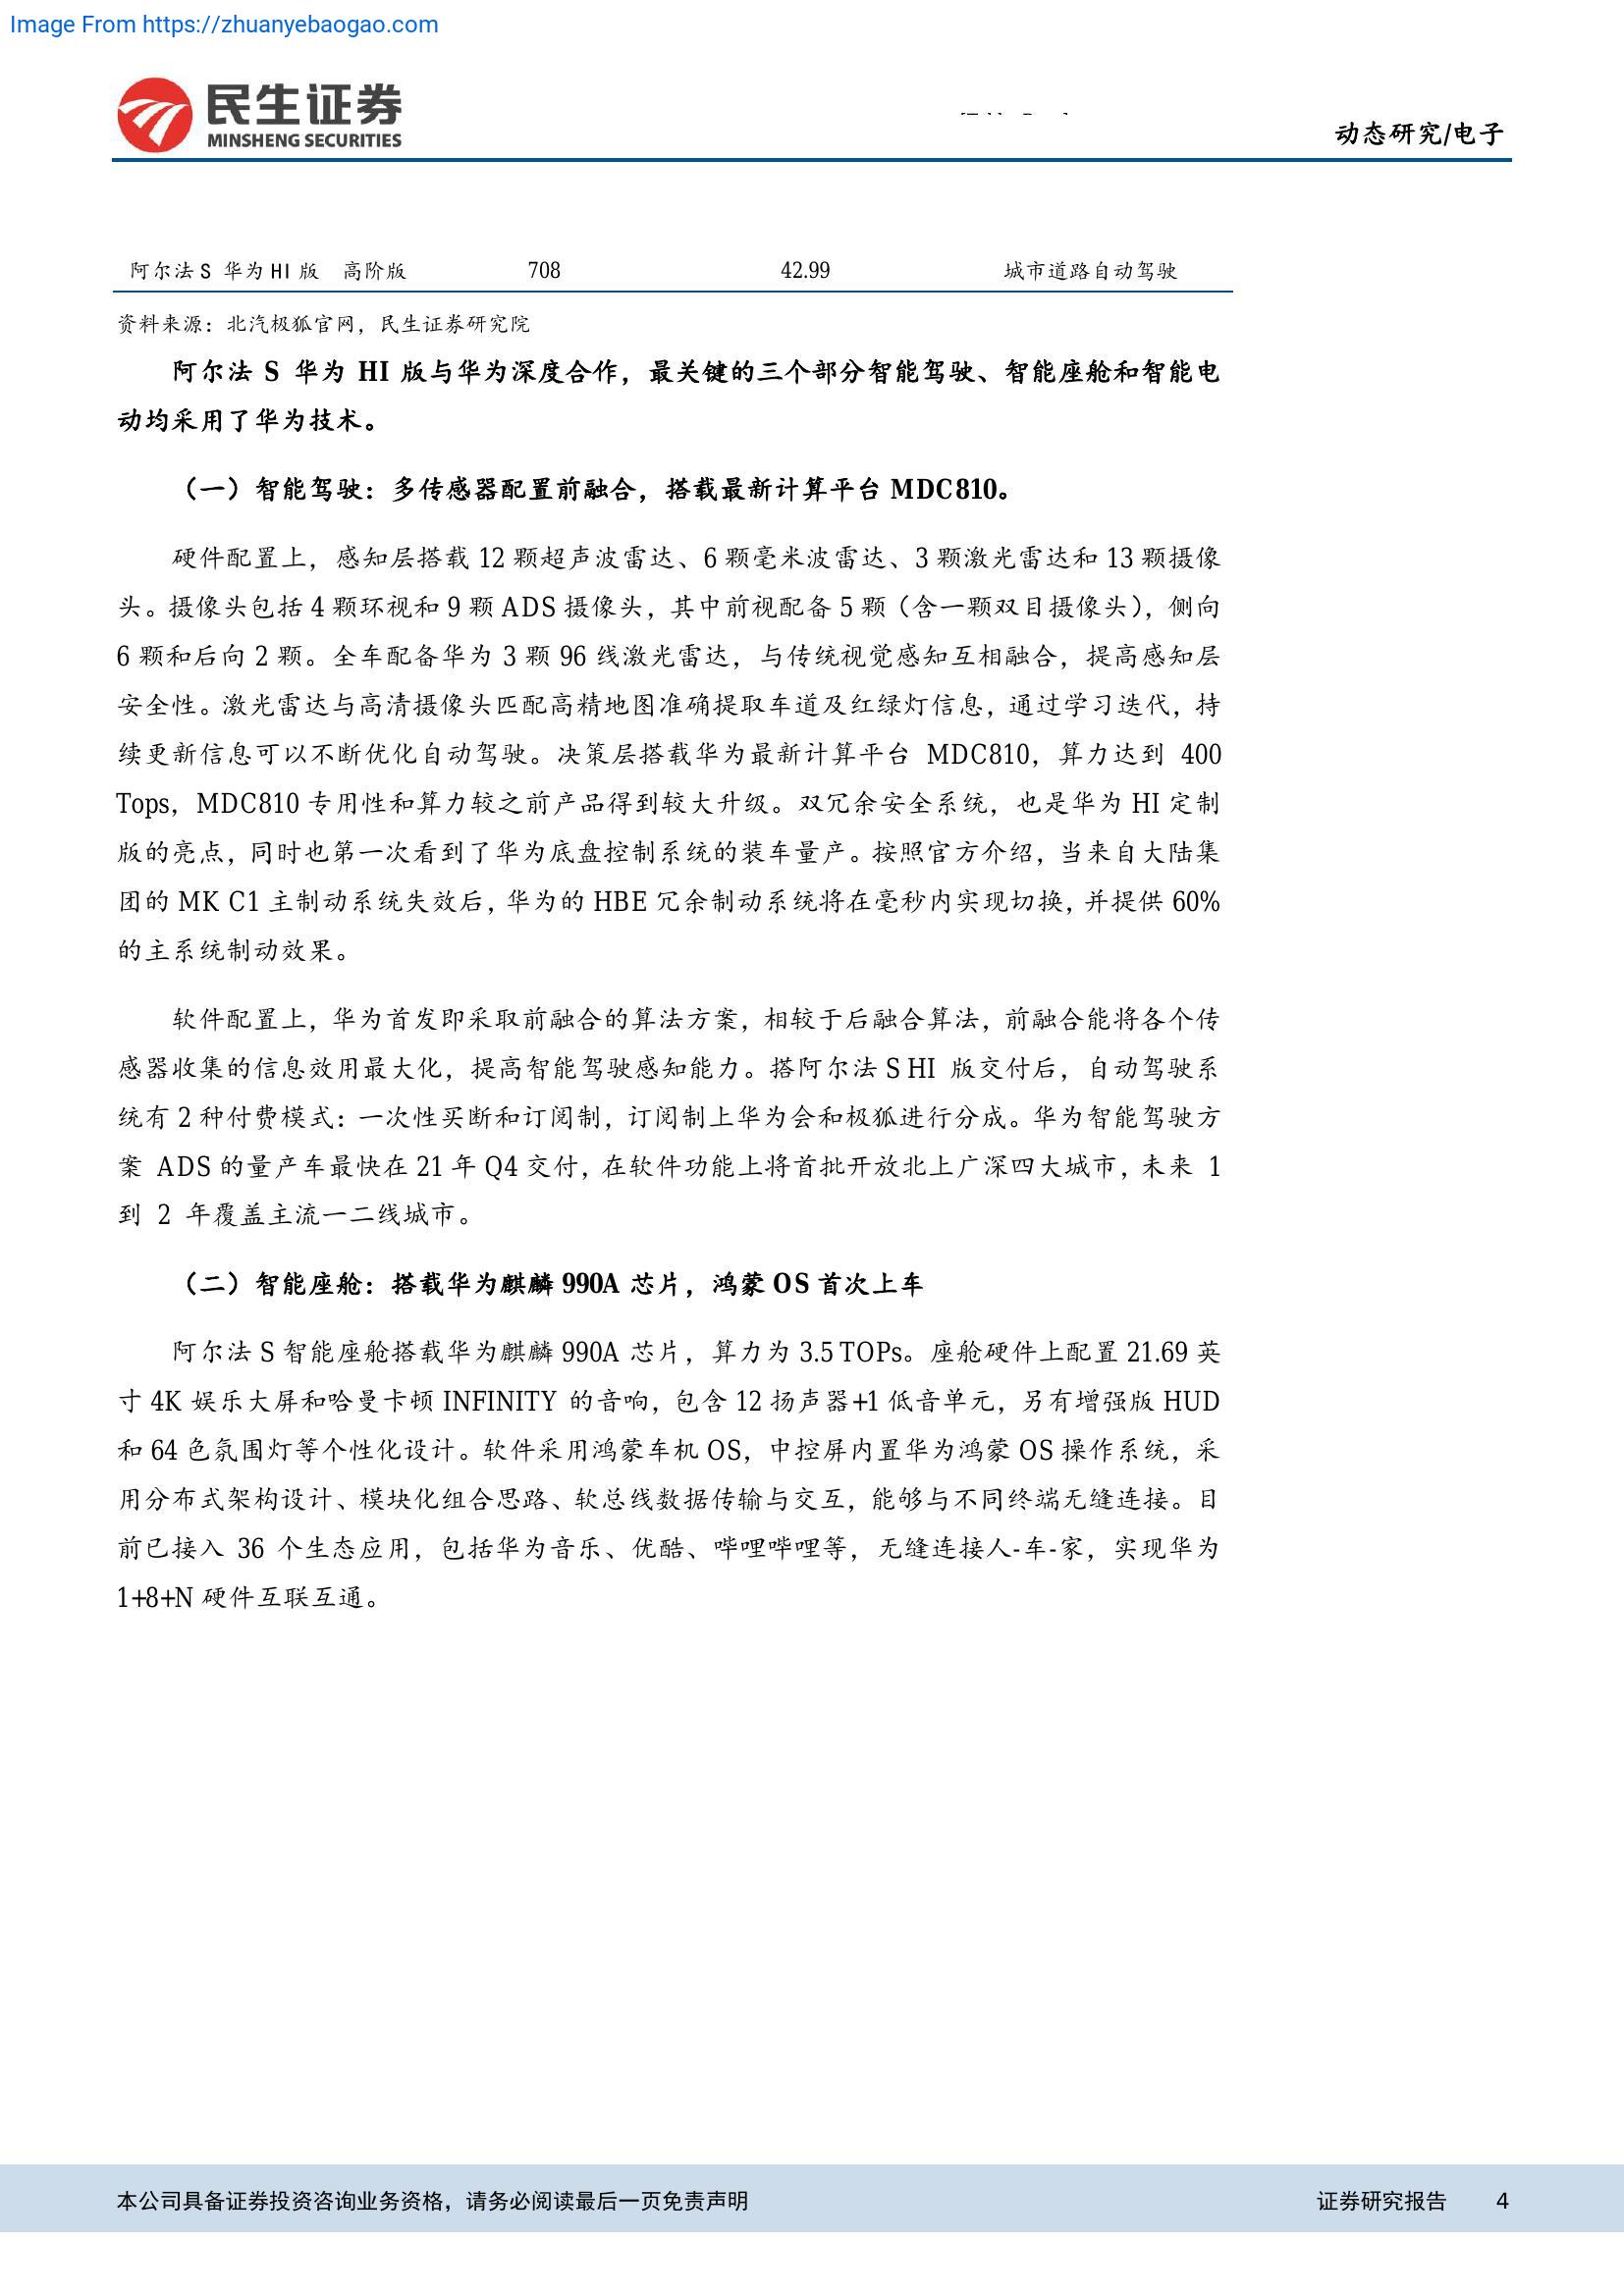 Image From https://zhuanyebaogao.com
民生证券
MINSHENG SECURITIES
动态研究/电子
阿尔法 S 华为 HI 版 高阶版 708 42.99 城市道路自动驾驶
资料来源：北汽极狐官网，民生证券研究院
阿尔法 S 华为 HI 版与华为深度合作，最关键的三个部分智能驾驶、智能座舱和智能电
动均采用了华为技术。
（一）智能驾驶：多传感器配置前融合，搭载最新计算平台 MDC810。
硬件配置上，感知层搭载 12 颗超声波雷达、6 颗毫米波雷达、3 颗激光雷达和 13 颗摄像
头。摄像头包括 4 颗环视和 9 颗 ADS 摄像头，其中前视配备 5 颗（含一颗双目摄像头），侧向
6 颗和后向 2 颗。全车配备华为 3 颗 96 线激光雷达，与传统视觉感知互相融合，提高感知层
安全性。激光雷达与高清摄像头匹配高精地图准确提取车道及红绿灯信息，通过学习迭代，持
续更新信息可以不断优化自动驾驶。决策层搭载华为最新计算平台 MDC810，算力达到 400
Tops，MDC810 专用性和算力较之前产品得到较大升级。双冗余安全系统，也是华为 HI 定制
版的亮点，同时也第一次看到了华为底盘控制系统的装车量产。按照官方介绍，当来自大陆集
团的 MK C1 主制动系统失效后，华为的 HBE 冗余制动系统将在毫秒内实现切换，并提供 60%
的主系统制动效果。
软件配置上，华为首发即采取前融合的算法方案，相较于后融合算法，前融合能将各个传
感器收集的信息效用最大化，提高智能驾驶感知能力。搭阿尔法 S HI 版交付后，自动驾驶系
统有 2 种付费模式：一次性买断和订阅制，订阅制上华为会和极狐进行分成。华为智能驾驶方
案 ADS 的量产车最快在 21 年 Q4 交付，在软件功能上将首批开放北上广深四大城市，未来 1
到 2 年覆盖主流一二线城市。
（二）智能座舱：搭载华为麒麟 990A 芯片，鸿蒙 OS 首次上车
阿尔法 S 智能座舱搭载华为麒麟 990A 芯片，算力为 3.5 TOPs。座舱硬件上配置 21.69 英
寸 4K 娱乐大屏和哈曼卡顿 INFINITY 的音响，包含 12 扬声器+1 低音单元，另有增强版 HUD
和 64 色氛围灯等个性化设计。软件采用鸿蒙车机 OS，中控屏内置华为鸿蒙 OS 操作系统，采
用分布式架构设计、模块化组合思路、软总线数据传输与交互，能够与不同终端无缝连接。目
前已接入 36 个生态应用，包括华为音乐、优酷、哔哩哔哩等，无缝连接人-车-家，实现华为
1+8+N 硬件互联互通。
本公司具备证券投资咨询业务资格，请务必阅读最后一页免责声明 证券研究报告 4